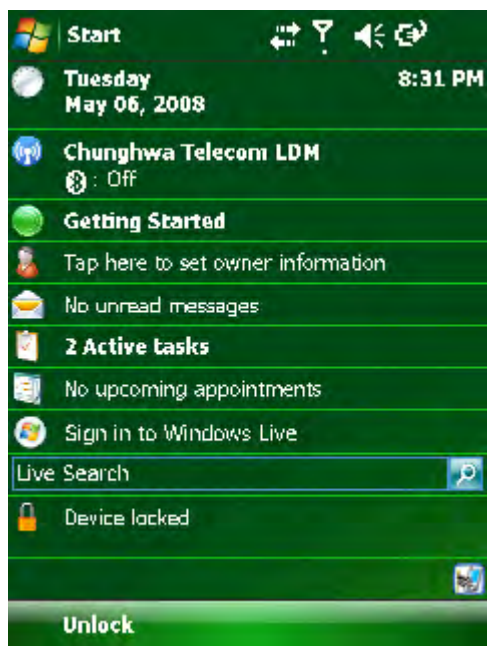 Start
Tuesday 8:31 PM
May 06, 2008
Chunghwa Telecom LDM
: Off
Getting Started
Tap here to set owner information
No unread messages
2 Active tasks
No upcoming appointments
Sign in to Windows Live
Live Search
Device locked
Unlock